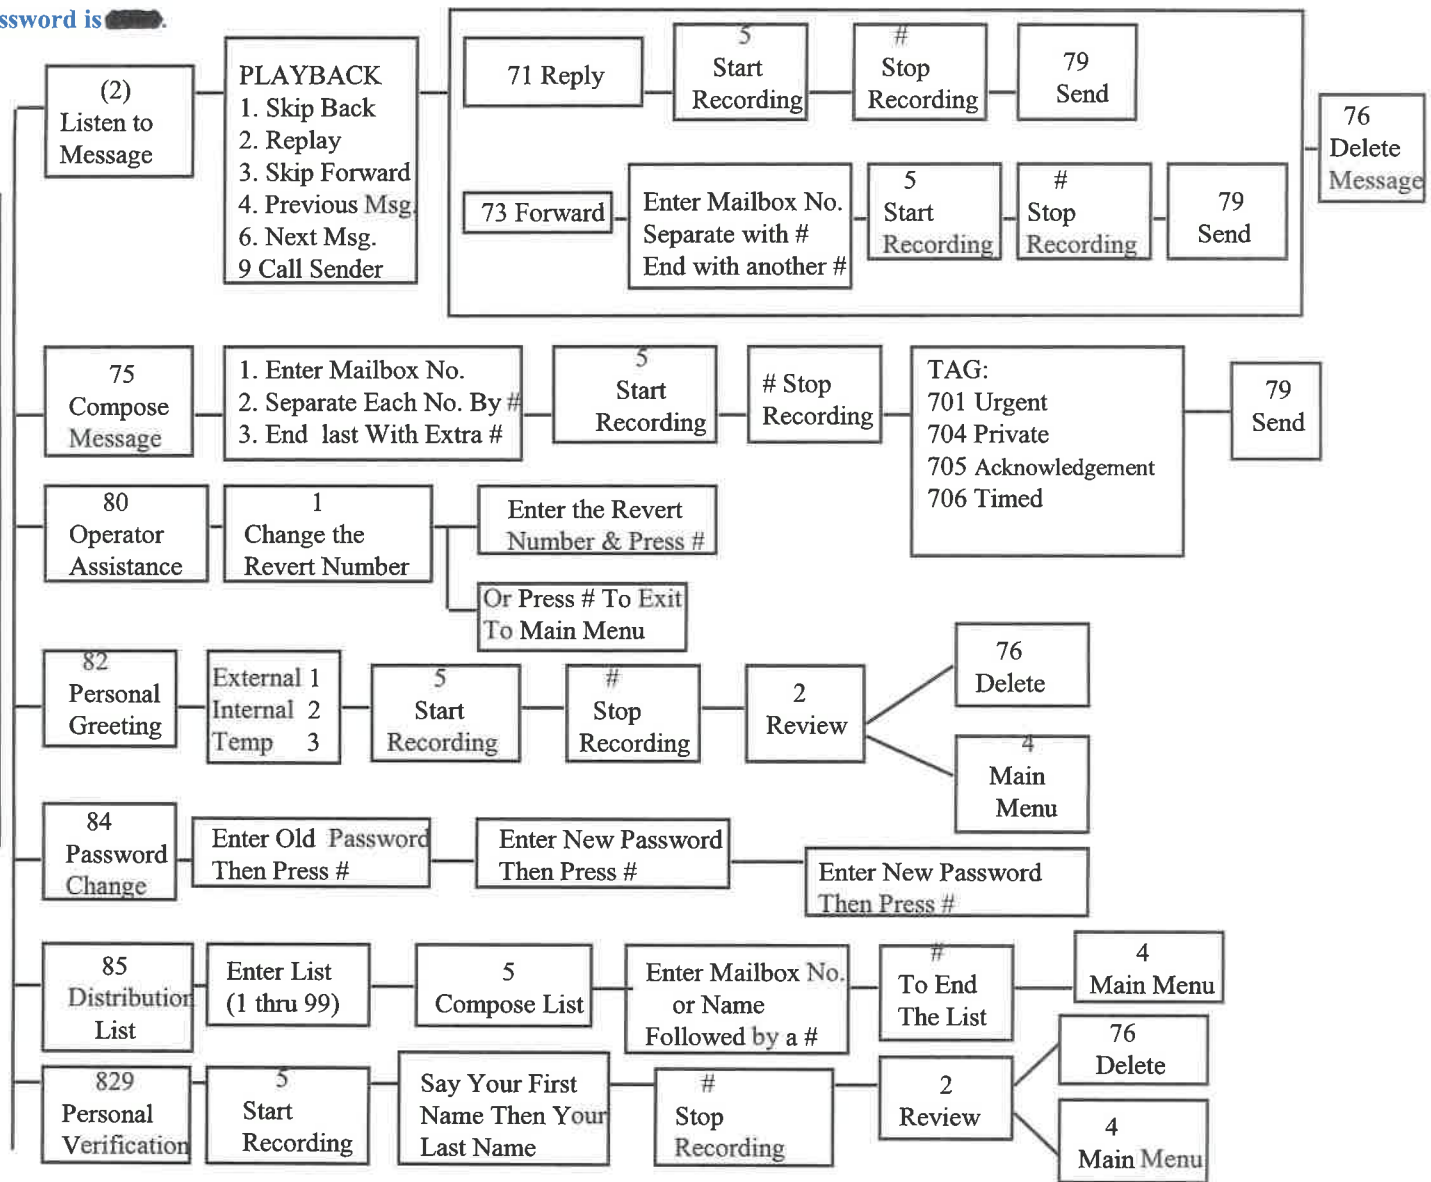 ssword is
(2)
Listen to
Message
PLAYBACK
1. Skip Back
2. Replay
3. Skip Forward
4. Previous Msg.
6. Next Msg.
9 Call Sender
71 Reply
5
Start
Recording
#
Stop
Recording
79
Send
73 Forward
Enter Mailbox No.
Separate with #
End with another #
5
Start
Recording
#
Stop
Recording
79
Send
76
Delete
Message
75
Compose
Message
1. Enter Mailbox No.
2. Separate Each No. By #
3. End last With Extra #
5
Start
Recording
# Stop
Recording
TAG:
701 Urgent
704 Private
705 Acknowledgement
706 Timed
79
Send
80
Operator
Assistance
1
Change the
Revert Number
Enter the Revert
Number & Press #
Or Press # To Exit
To Main Menu
82
Personal
Greeting
External 1
Internal 2
Temp 3
5
Start
Recording
#
Stop
Recording
2
Review
76
Delete
4
Main
Menu
84
Password
Change
Enter Old Password
Then Press #
Enter New Password
Then Press #
Enter New Password
Then Press #
85
Distribution
List
Enter List
(1 thru 99)
5
Compose List
Enter Mailbox No.
or Name
Followed by a #
#
To End
The List
4
Main Menu
829
Personal
Verification
5
Start
Recording
Say Your First
Name Then Your
Last Name
#
Stop
Recording
2
Review
76
Delete
4
Main Menu